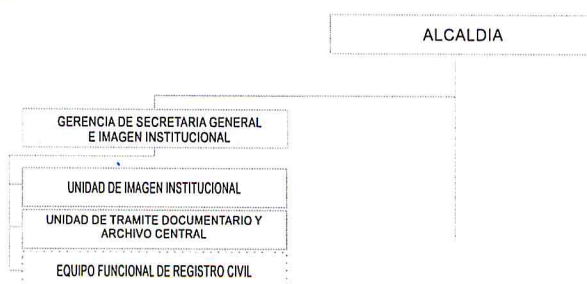 ALCALDIA
GERENCIA DE SECRETARIA GENERAL
E IMAGEN INSTITUCIONAL
UNIDAD DE IMAGEN INSTITUCIONAL
UNIDAD DE TRAMITE DOCUMENTARIO Y
ARCHIVO CENTRAL
EQUIPO FUNCIONAL DE REGISTRO CIVIL